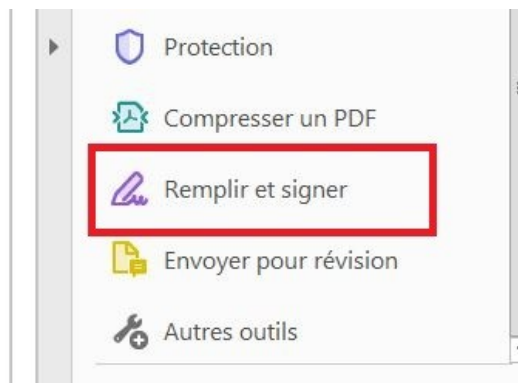 Protection
Compresser un PDF
Remplir et signer
Envoyer pour révision
Autres outils